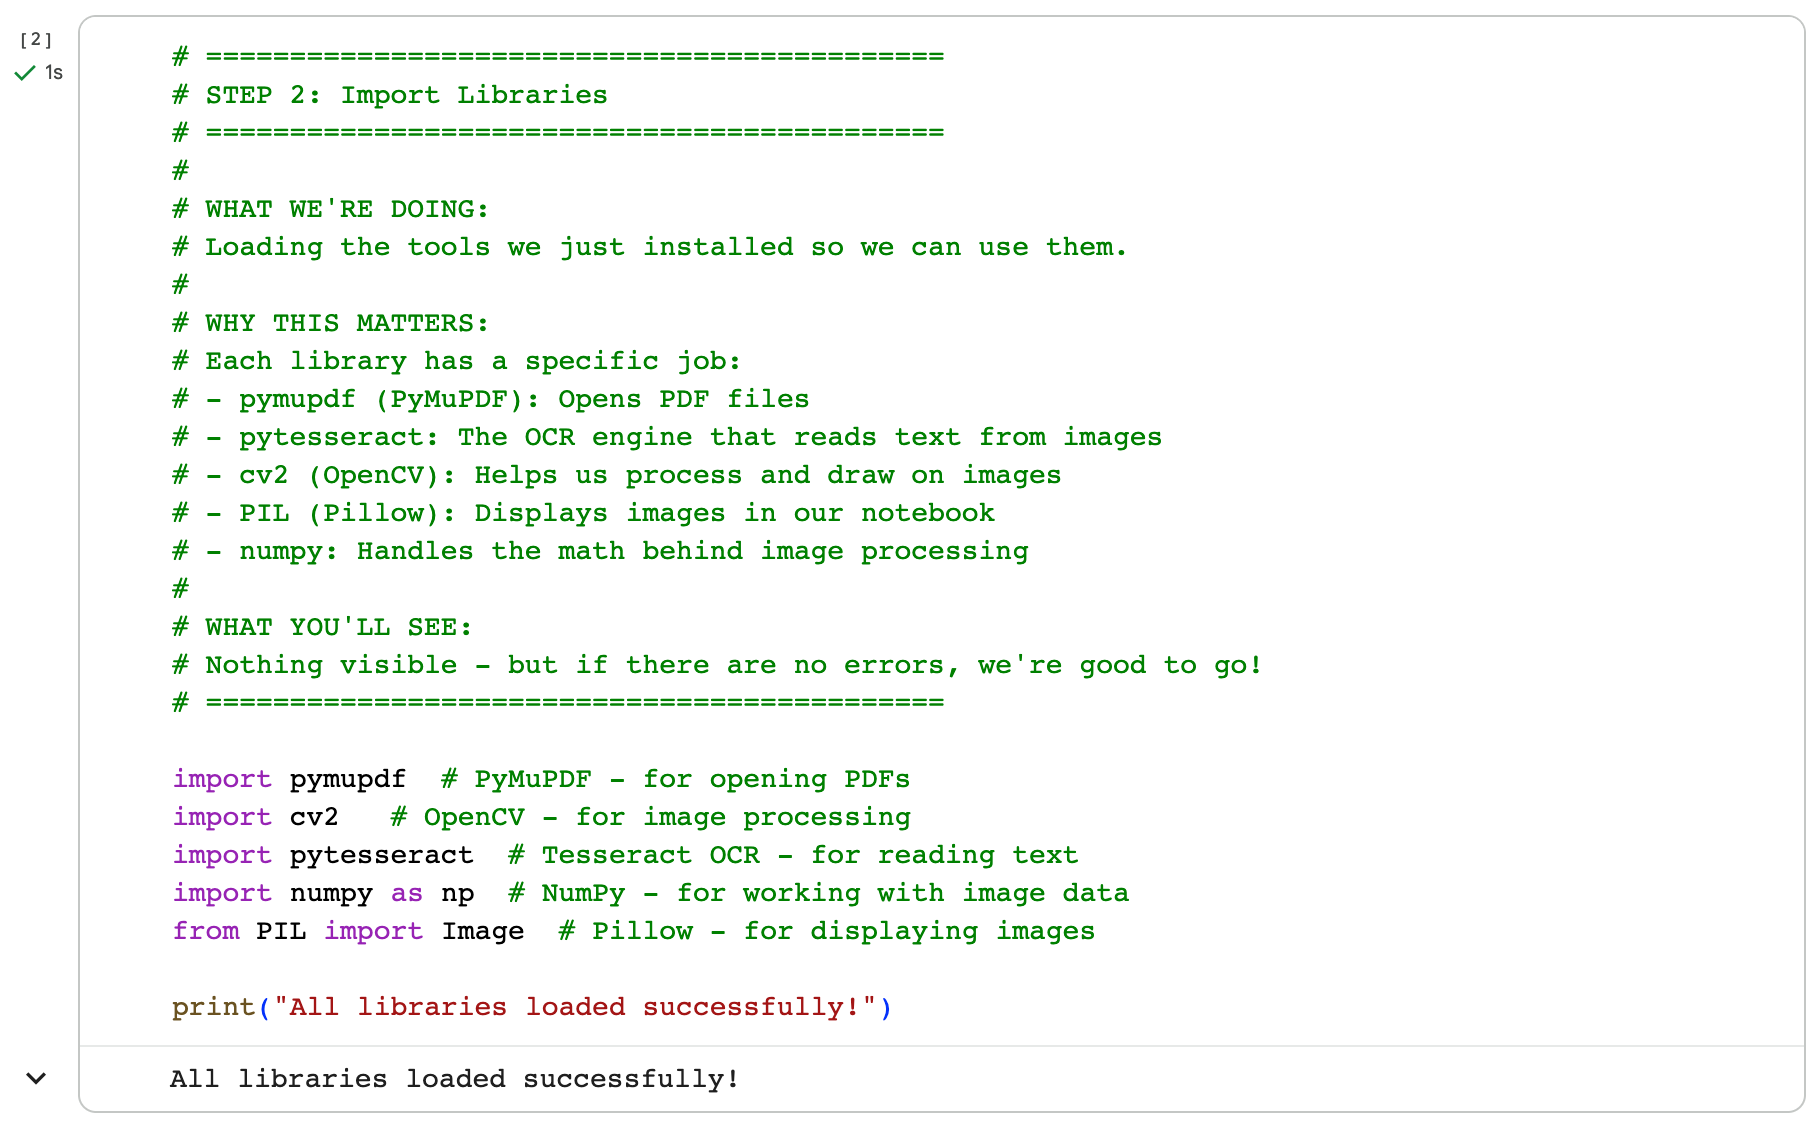 [2]
1s
# ============================================
# STEP 2: Import Libraries
# ============================================
#
# WHAT WE'RE DOING:
# Loading the tools we just installed so we can use them.
#
# WHY THIS MATTERS:
# Each library has a specific job:
# - pymupdf (PyMuPDF): Opens PDF files
# - pytesseract: The OCR engine that reads text from images
# - cv2 (OpenCV): Helps us process and draw on images
# - PIL (Pillow): Displays images in our notebook
# - numpy: Handles the math behind image processing
#
# WHAT YOU'LL SEE:
# Nothing visible - but if there are no errors, we're good to go!
# ============================================
import pymupdf  # PyMuPDF - for opening PDFs
import cv2   # OpenCV - for image processing
import pytesseract  # Tesseract OCR - for reading text
import numpy as np  # NumPy - for working with image data
from PIL import Image  # Pillow - for displaying images
print("All libraries loaded successfully!")
All libraries loaded successfully!